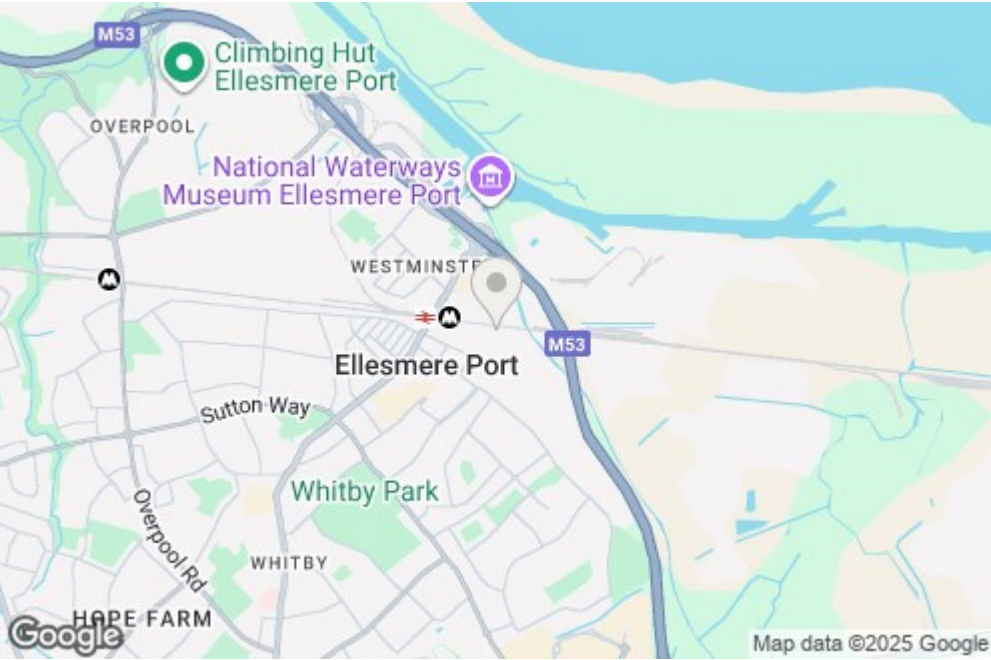 M53
Climbing Hut
Ellesmere Port
OVERPOOL
National Waterways
Museum Ellesmere Port
WESTMINSTE
Ellesmere Port
M53
Sutton Way
Whitby Park
Overpool Rd
WHITBY
HOPE FARM
Google
Map data ©2025 Google